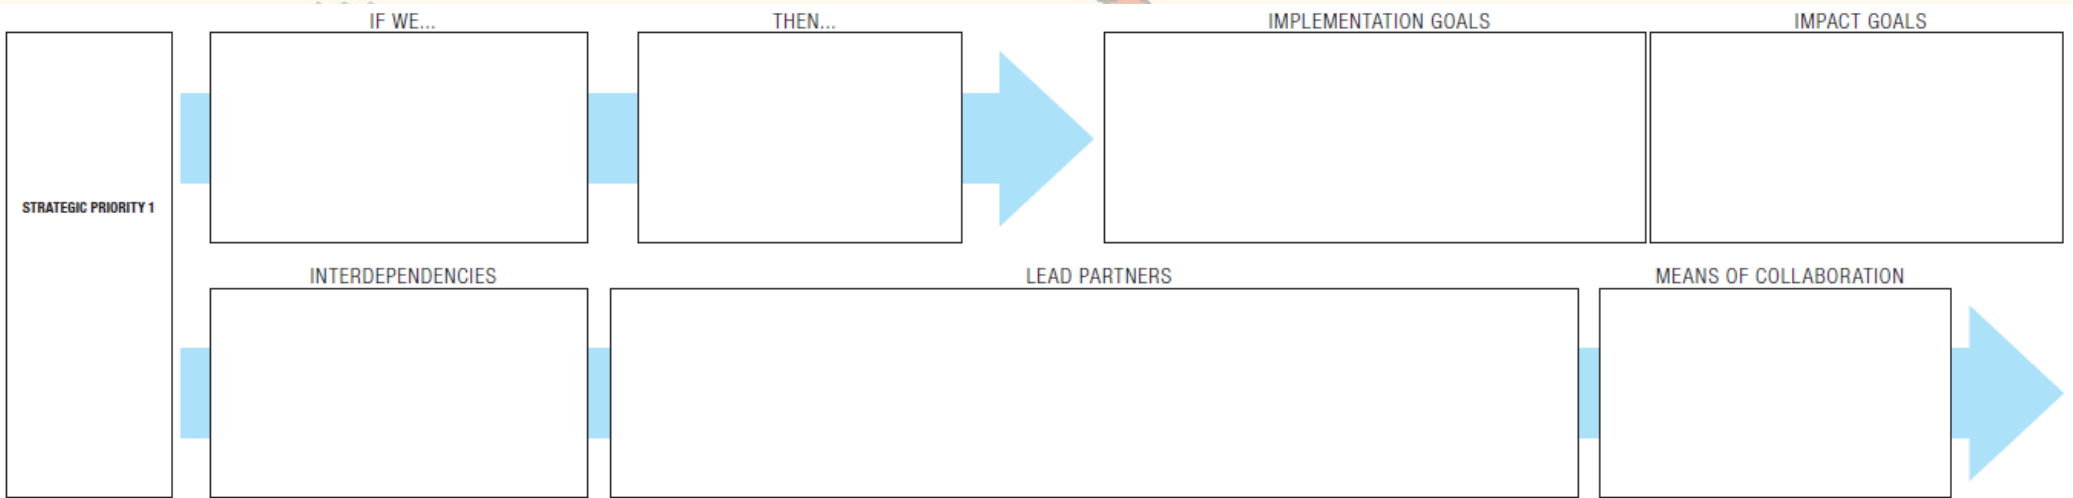 IF WE...
THEN...
IMPLEMENTATION GOALS
IMPACT GOALS
STRATEGIC PRIORITY 1
INTERDEPENDENCIES
LEAD PARTNERS
MEANS OF COLLABORATION